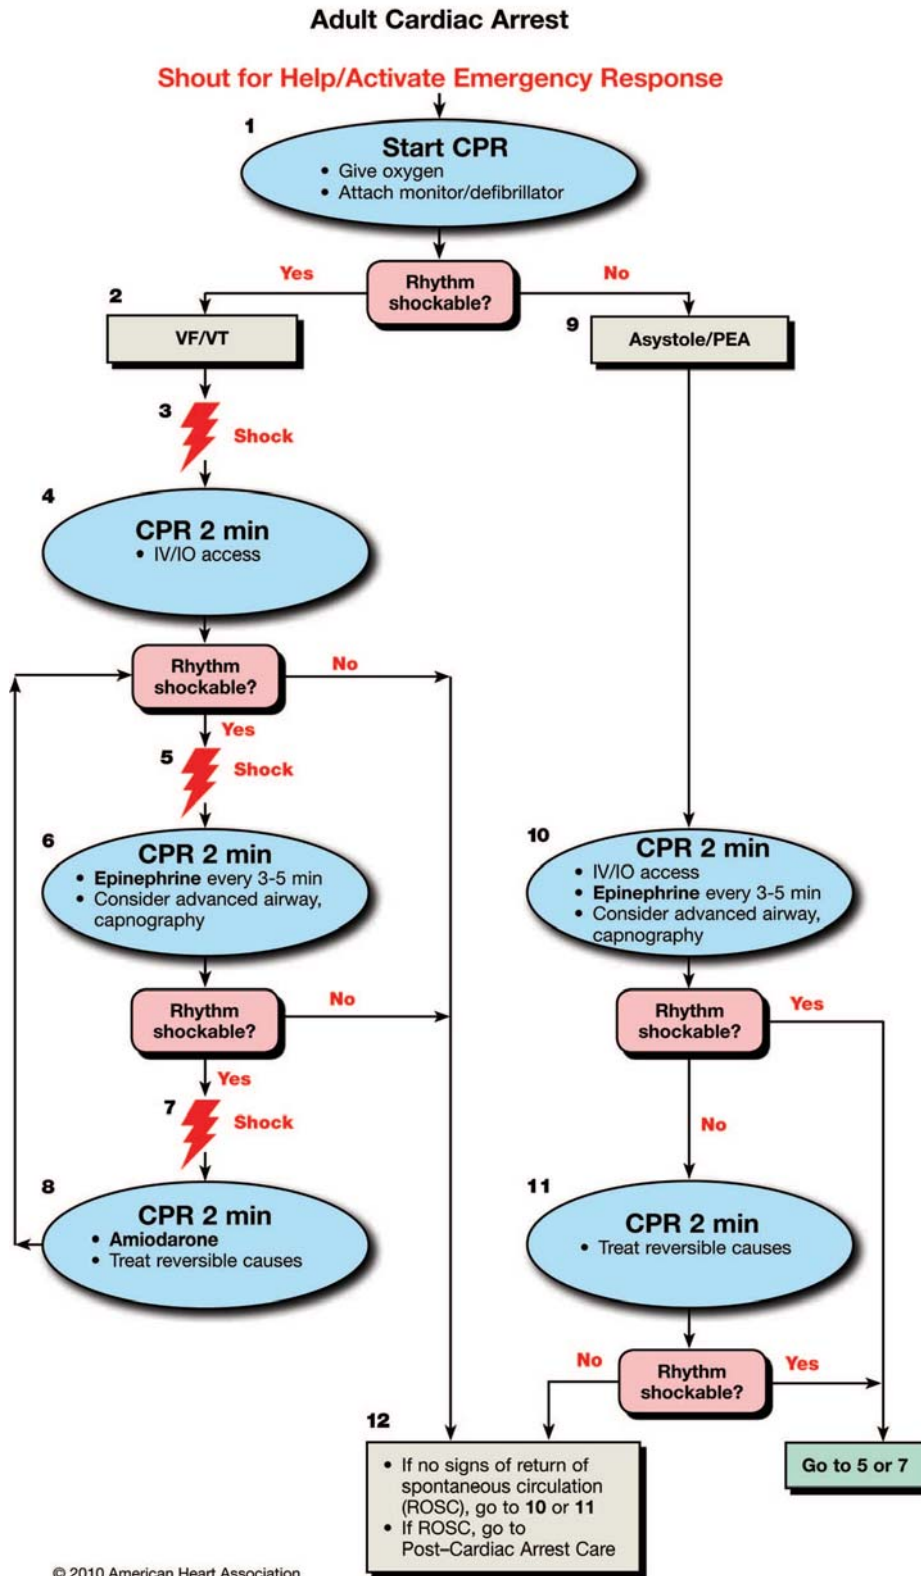 Adult Cardiac Arrest
Shout for Help/Activate Emergency Response
1
Start CPR
• Give oxygen
• Attach monitor/defibrillator
Rhythm
shockable?
Yes
No
2
VF/VT
9
Asystole/PEA
3
Shock
4
CPR 2 min
• IV/IO access
Rhythm
shockable?
No
Yes
5
Shock
6
CPR 2 min
• Epinephrine every 3-5 min
• Consider advanced airway,
capnography
10
CPR 2 min
• IV/IO access
• Epinephrine every 3-5 min
• Consider advanced airway,
capnography
Rhythm
shockable?
No
Yes
Rhythm
shockable?
Yes
No
7
Shock
8
CPR 2 min
• Amiodarone
• Treat reversible causes
11
CPR 2 min
• Treat reversible causes
Rhythm
shockable?
No
Yes
12
• If no signs of return of
spontaneous circulation
(ROSC), go to 10 or 11
• If ROSC, go to
Post–Cardiac Arrest Care
Go to 5 or 7
© 2010 American Heart Association